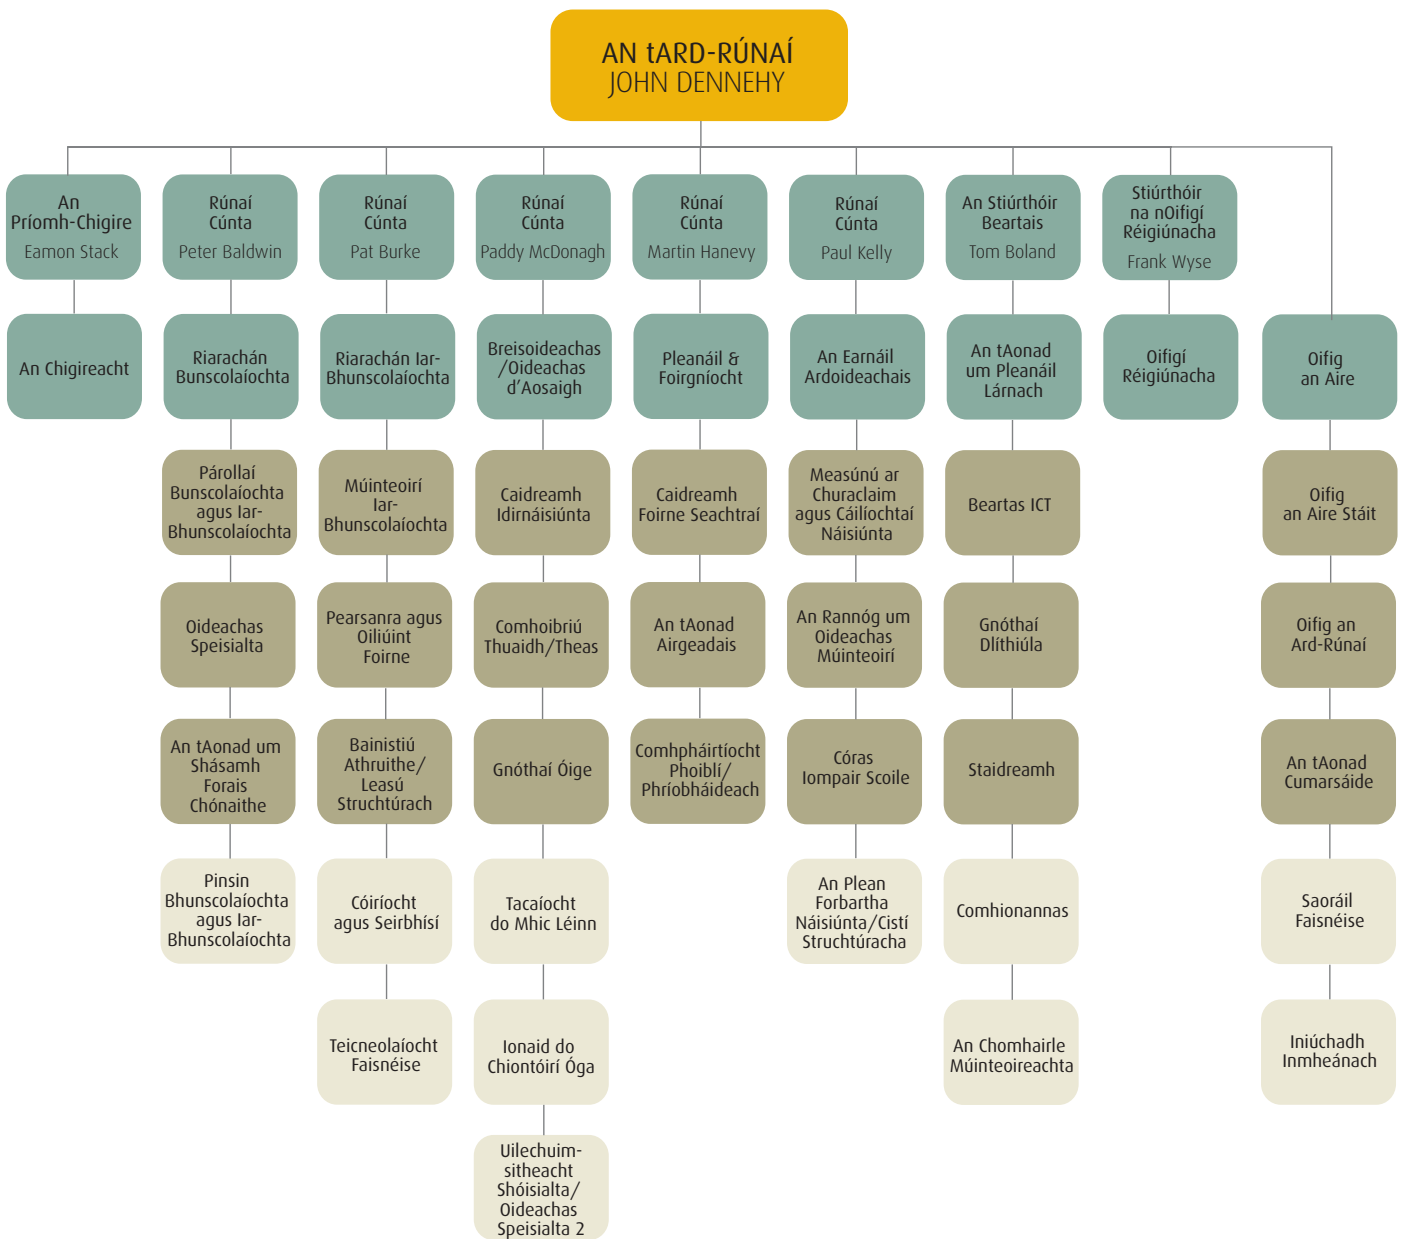 AN tARD-RÚNAÍ
JOHN DENNEHY
An
Príomh-Chigire
Eamon Stack
Rúnaí
Cúnta
Peter Baldwin
Rúnaí
Cúnta
Pat Burke
Rúnaí
Cúnta
Paddy McDonagh
Rúnaí
Cúnta
Martin Hanevy
Rúnaí
Cúnta
Paul Kelly
An Stiúrthóir
Beartais
Tom Boland
Stiúrthóir
na nOifigí
Réigiúnacha
Frank Wyse
An Chigireacht
Riarachán
Bunscolaíochta
Riarachán Iar-
Bhunscolaíochta
Breisoideachas
/Oideachas
d'Aosaigh
Pleanáil &
Foirgníocht
An Earnáil
Ardoideachais
An tAonad
um Pleanáil
Lárnach
Oifigí
Réigiúnacha
Oifig
an Aire
Párollaí
Bunscolaíochta
agus Iar-
Bhunscolaíochta
Múinteoirí
Iar-
Bhunscolaíochta
Caidreamh
Idirnáisiúnta
Caidreamh
Foirne Seachtraí
Measúnú ar
Churaclaim
agus Cáilíochtaí
Náisiúnta
Beartas ICT
Oifig
an Aire Stáit
Oideachas
Speisialta
Pearsanra agus
Oiliúint
Foirne
Comhoibriú
Thuaidh/Theas
An tAonad
Airgeadais
An Rannóg um
Oideachas
Múinteoirí
Gnóthaí
Dlíthiúla
Oifig an
Ard-Rúnaí
An tAonad um
Shásamh
Forais
Chónaithe
Bainistiú
Athruithe/
Leasú
Struchtúrach
Gnóthaí Óige
Comhpháirtíocht
Phoiblí/
Phríobháideach
Córas
Iompair Scoile
Staidreamh
An tAonad
Cumarsáide
Pinsin
Bhunscolaíochta
agus Iar-
Bhunscolaíochta
Cóiríocht
agus Seirbhísí
Tacaíocht
do Mhic Léinn
An Plean
Forbartha
Náisiúnta/Cistí
Struchtúracha
Comhionannas
Saoráil
Faisnéise
Teicneolaíocht
Faisnéise
Ionaid do
Chiontóirí Óga
An Chomhairle
Múinteoireachta
Iniúchadh
Inmheánach
Uilechuim-
sitheacht
Shóisialta/
Oideachas
Speisialta 2